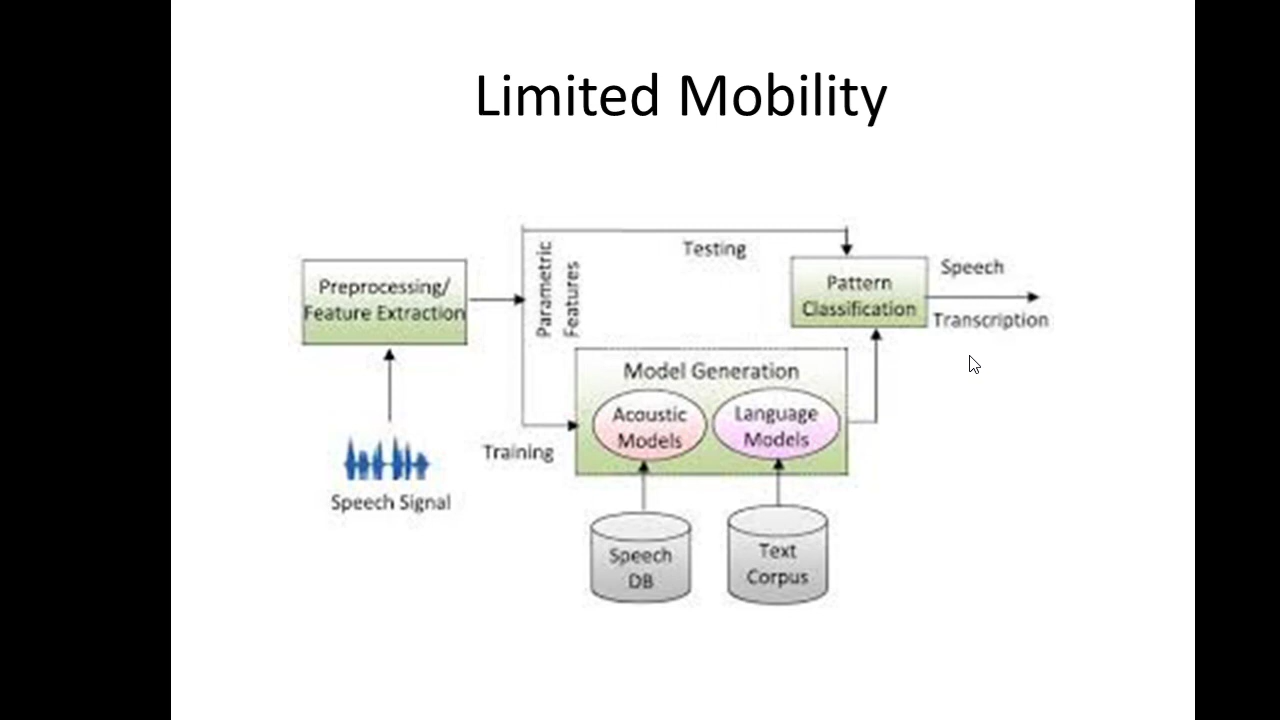 Limited Mobility
Testing
Parametric
Features
Preprocessing/
Feature Extraction
Pattern
Classification
Speech
Transcription
Model Generation
Acoustic
Models
Language
Models
Training
Speech Signal
Speech
DB
Text
Corpus